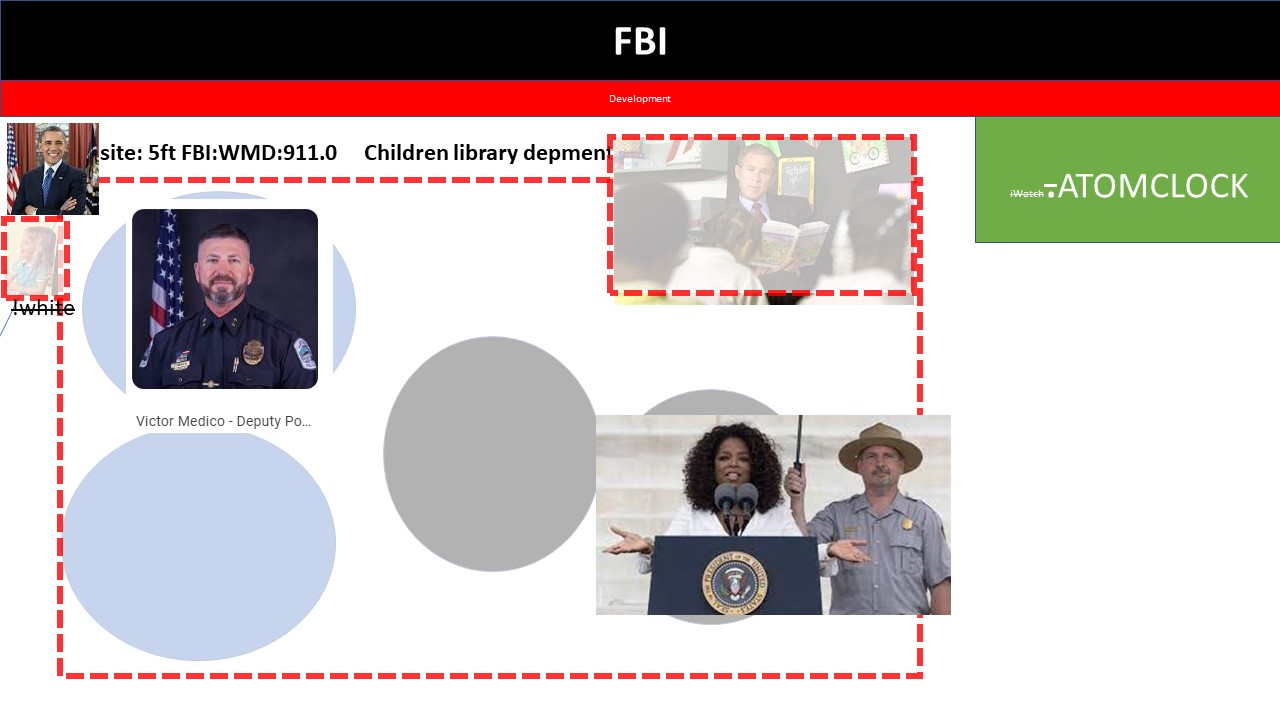 FBI
Development
site: 5ft FBI:WMD:911.0 Children library depment
iWatch-:ATOMCLOCK
!white
Victor Medico - Deputy Po...